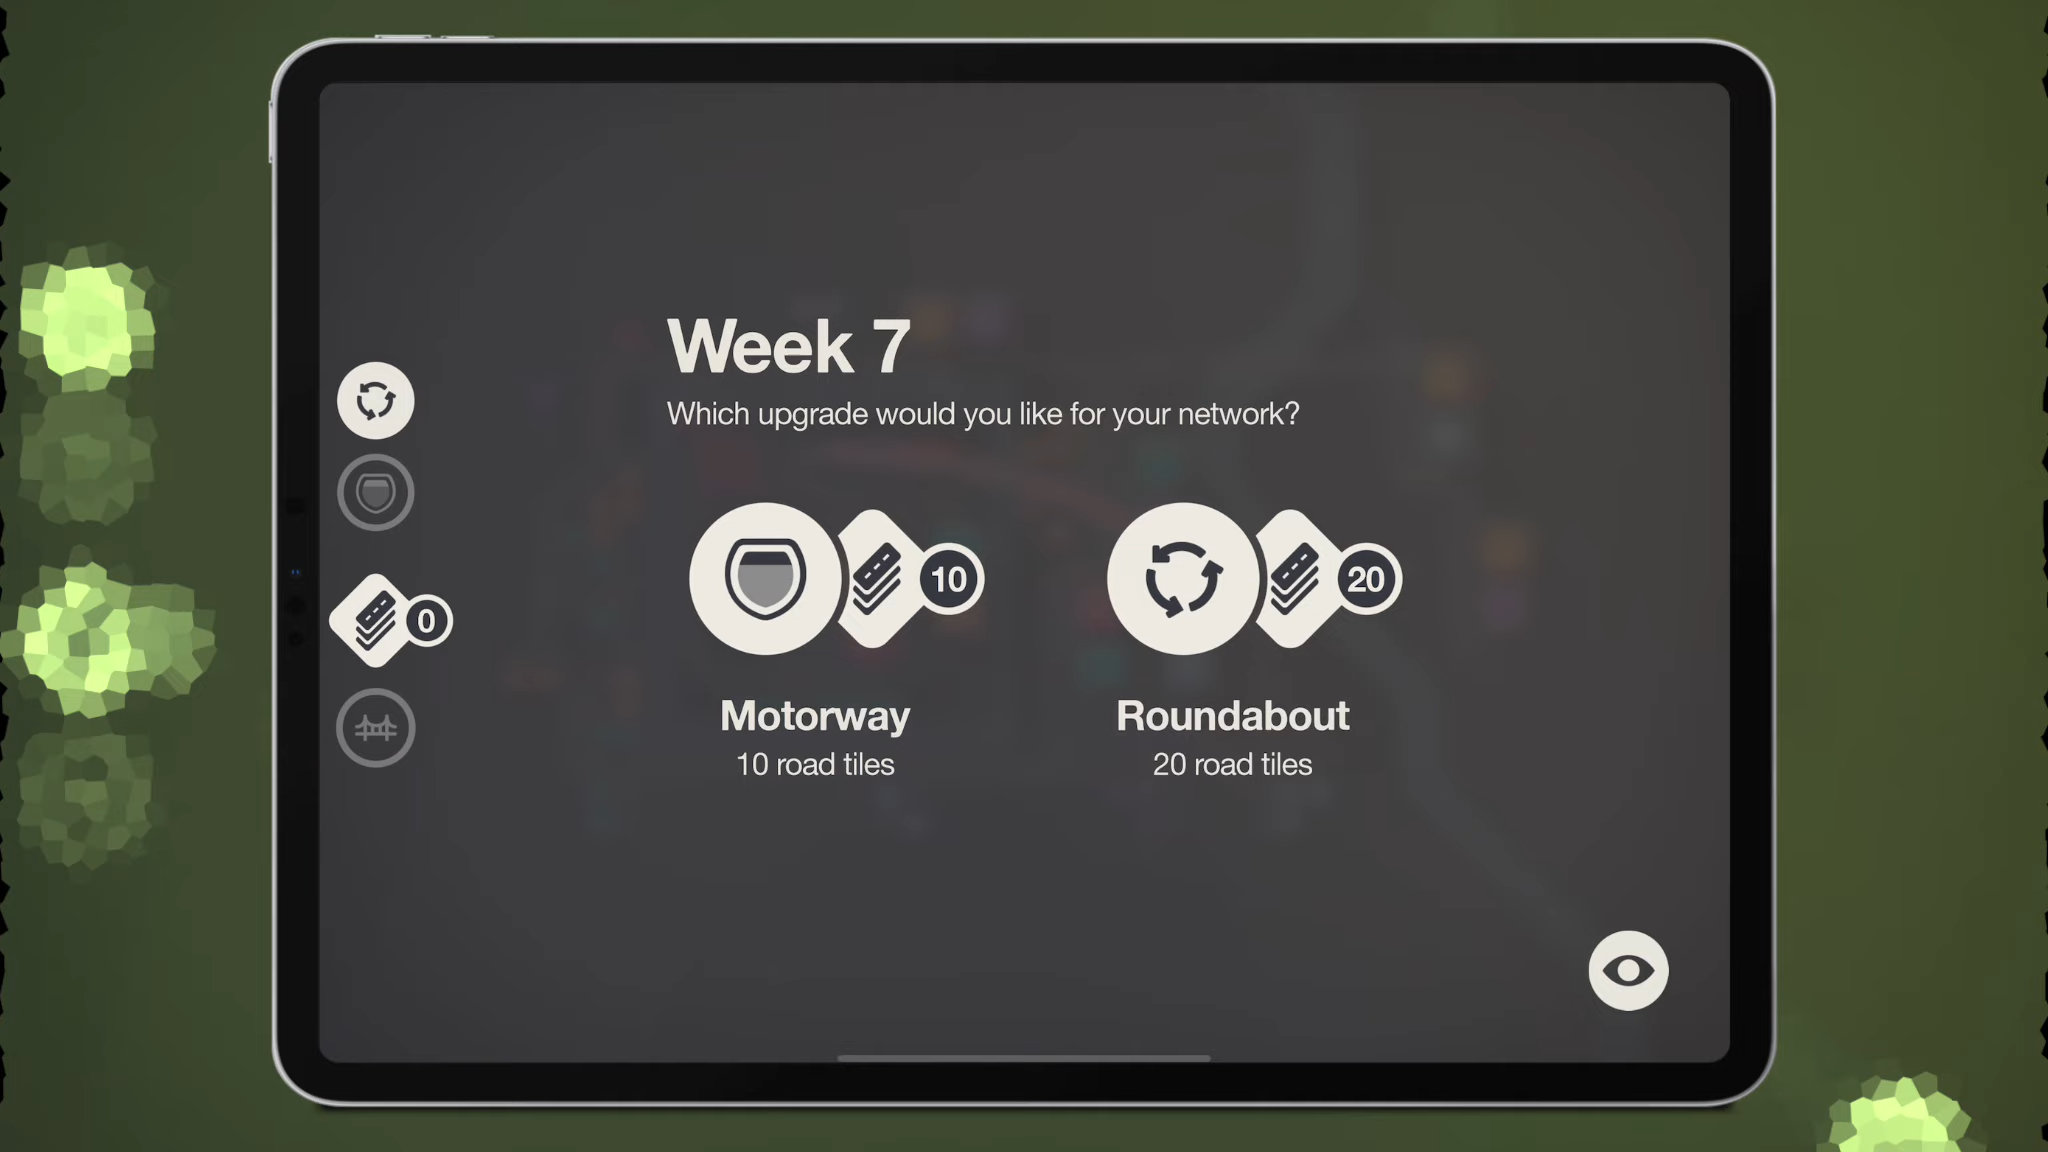 Week 7
Which upgrade would you like for your network?
10
20
0
Motorway
Roundabout
10 road tiles
20 road tiles